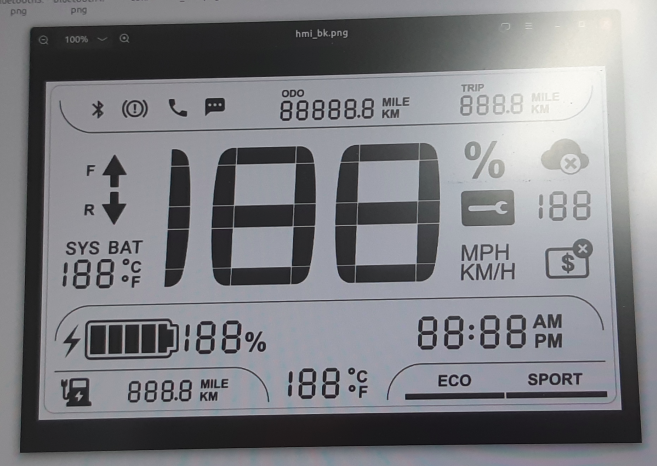 png
png
100%
hmi_bk.png
ODO
88888.8 MILE
KM
TRIP
888.8 MILE
KM
F
R
188
%
188
SYS BAT
188 °C
°F
MPH
KM/H
$
188%
88:88 AM
PM
888.8 MILE
KM
188 °C
°F
ECO
SPORT